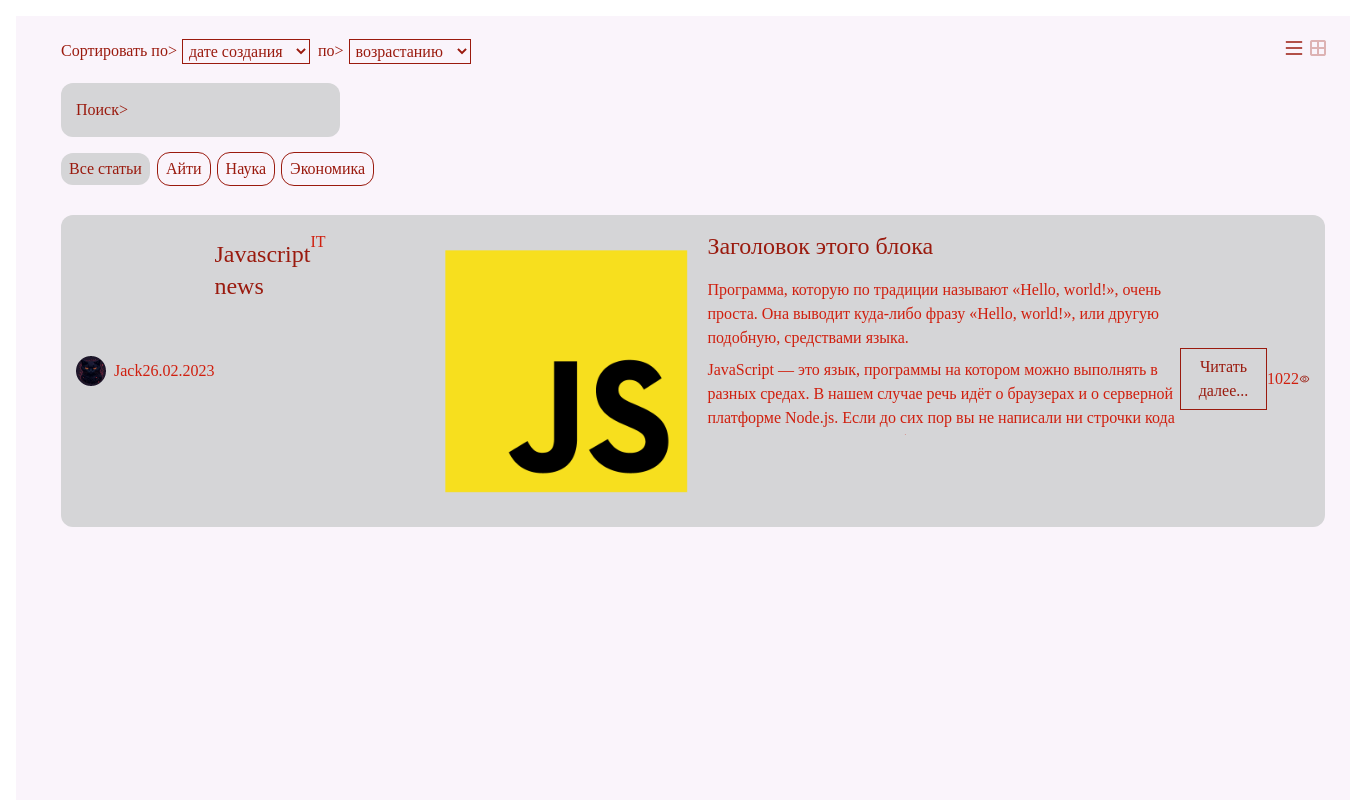 Сортировать по> дате создания по> возрастанию
Поиск>
Все статьи Айти Наука Экономика
Javascript IT
news
Jack26.02.2023
JS
Заголовок этого блока
Программа, которую по традиции называют «Hello, world!», очень
проста. Она выводит куда-либо фразу «Hello, world!», или другую
подобную, средствами языка.
JavaScript — это язык, программы на котором можно выполнять в
разных средах. В нашем случае речь идёт о браузерах и о серверной
платформе Node.js. Если до сих пор вы не написали ни строчки кода
Читать
далее...
1022